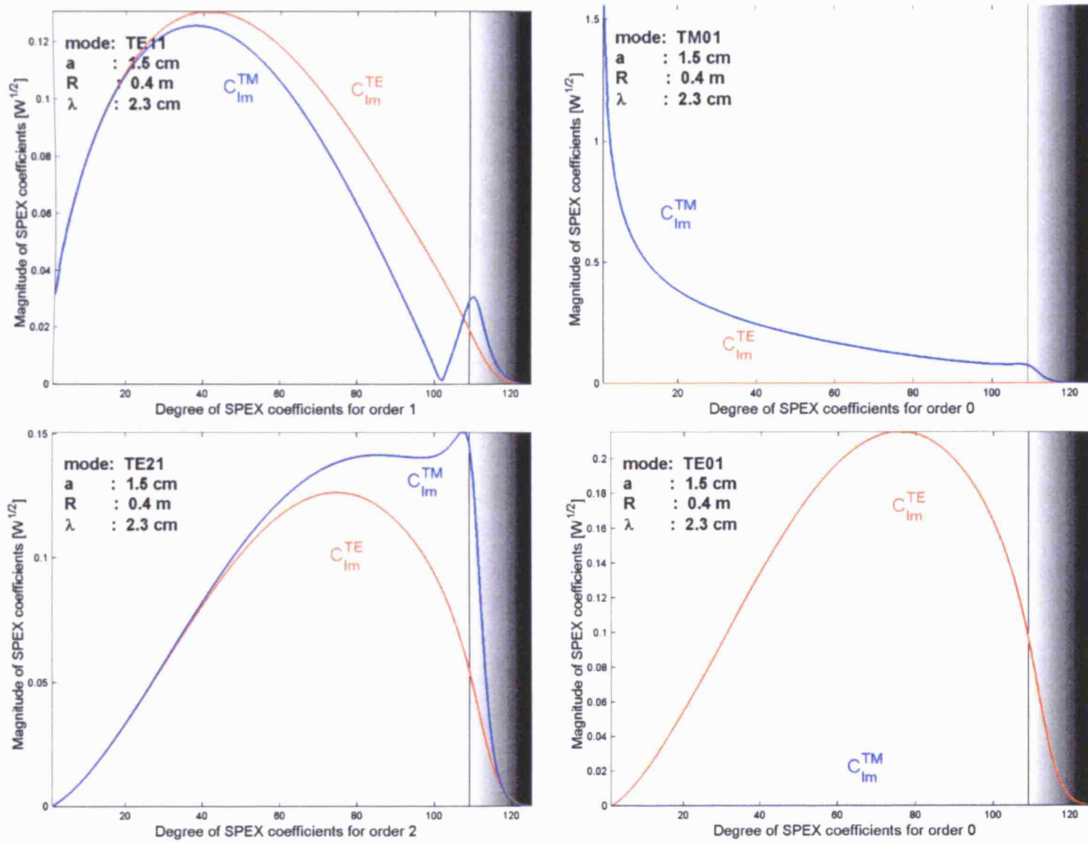 Magnitude of SPEX coefficients [W^1/2]
0.12
0.1
0.08
0.06
0.04
0.02
0
mode: TE11
a : 1.5 cm
R : 0.4 m
λ : 2.3 cm
C_lm^TM
C_lm^TE
20 40 60 80 100 120
Degree of SPEX coefficients for order 1
Magnitude of SPEX coefficients [W^1/2]
1.5
1
0.5
0
mode: TM01
a : 1.5 cm
R : 0.4 m
λ : 2.3 cm
C_lm^TM
C_lm^TE
20 40 60 80 100 120
Degree of SPEX coefficients for order 0
Magnitude of SPEX coefficients [W^1/2]
0.15
0.1
0.05
0
mode: TE21
a : 1.5 cm
R : 0.4 m
λ : 2.3 cm
C_lm^TM
C_lm^TE
20 40 60 80 100 120
Degree of SPEX coefficients for order 2
Magnitude of SPEX coefficients [W^1/2]
0.2
0.18
0.16
0.14
0.12
0.1
0.08
0.06
0.04
0.02
0
mode: TE01
a : 1.5 cm
R : 0.4 m
λ : 2.3 cm
C_lm^TE
C_lm^TM
20 40 60 80 100 120
Degree of SPEX coefficients for order 0